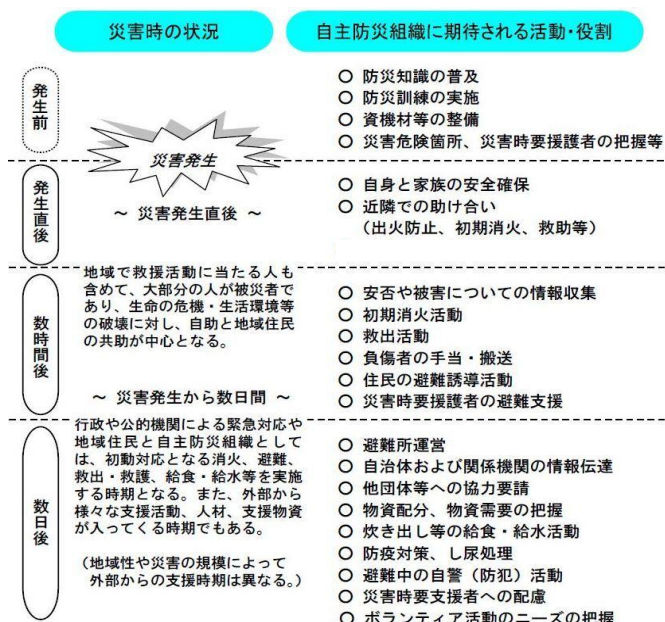 災害時の状況
自主防災組織に期待される活動・役割
発生前
災害発生
○ 防災知識の普及
○ 防災訓練の実施
○ 資機材等の整備
○ 災害危険箇所、災害時要援護者の把握等
発生直後
～ 災害発生直後 ～
○ 自身と家族の安全確保
○ 近隣での助け合い
（出火防止、初期消火、救助等）
数時間後
地域で救援活動に当たる人も
含めて、大部分の人が被災者で
あり、生命の危機・生活環境等
の破壊に対し、自助と地域住民
の共助が中心となる。
～ 災害発生から数日間 ～
○ 安否や被害についての情報収集
○ 初期消火活動
○ 救出活動
○ 負傷者の手当・搬送
○ 住民の避難誘導活動
○ 災害時要援護者の避難支援
数日後
行政や公的機関による緊急対応や
地域住民と自主防災組織として
は、初動対応となる消火、避難、
救出・救護、給食・給水等を実施
する時期となる。また、外部から
様々な支援活動、人材、支援物資
が入ってくる時期でもある。
（地域性や災害の規模によって
外部からの支援時期は異なる。）
○ 避難所運営
○ 自治体および関係機関の情報伝達
○ 他団体等への協力要請
○ 物資配分、物資需要の把握
○ 炊き出し等の給食・給水活動
○ 防疫対策、し尿処理
○ 避難中の自警（防犯）活動
○ 災害時要支援者への配慮
○ ボランティア活動のニーズの把握